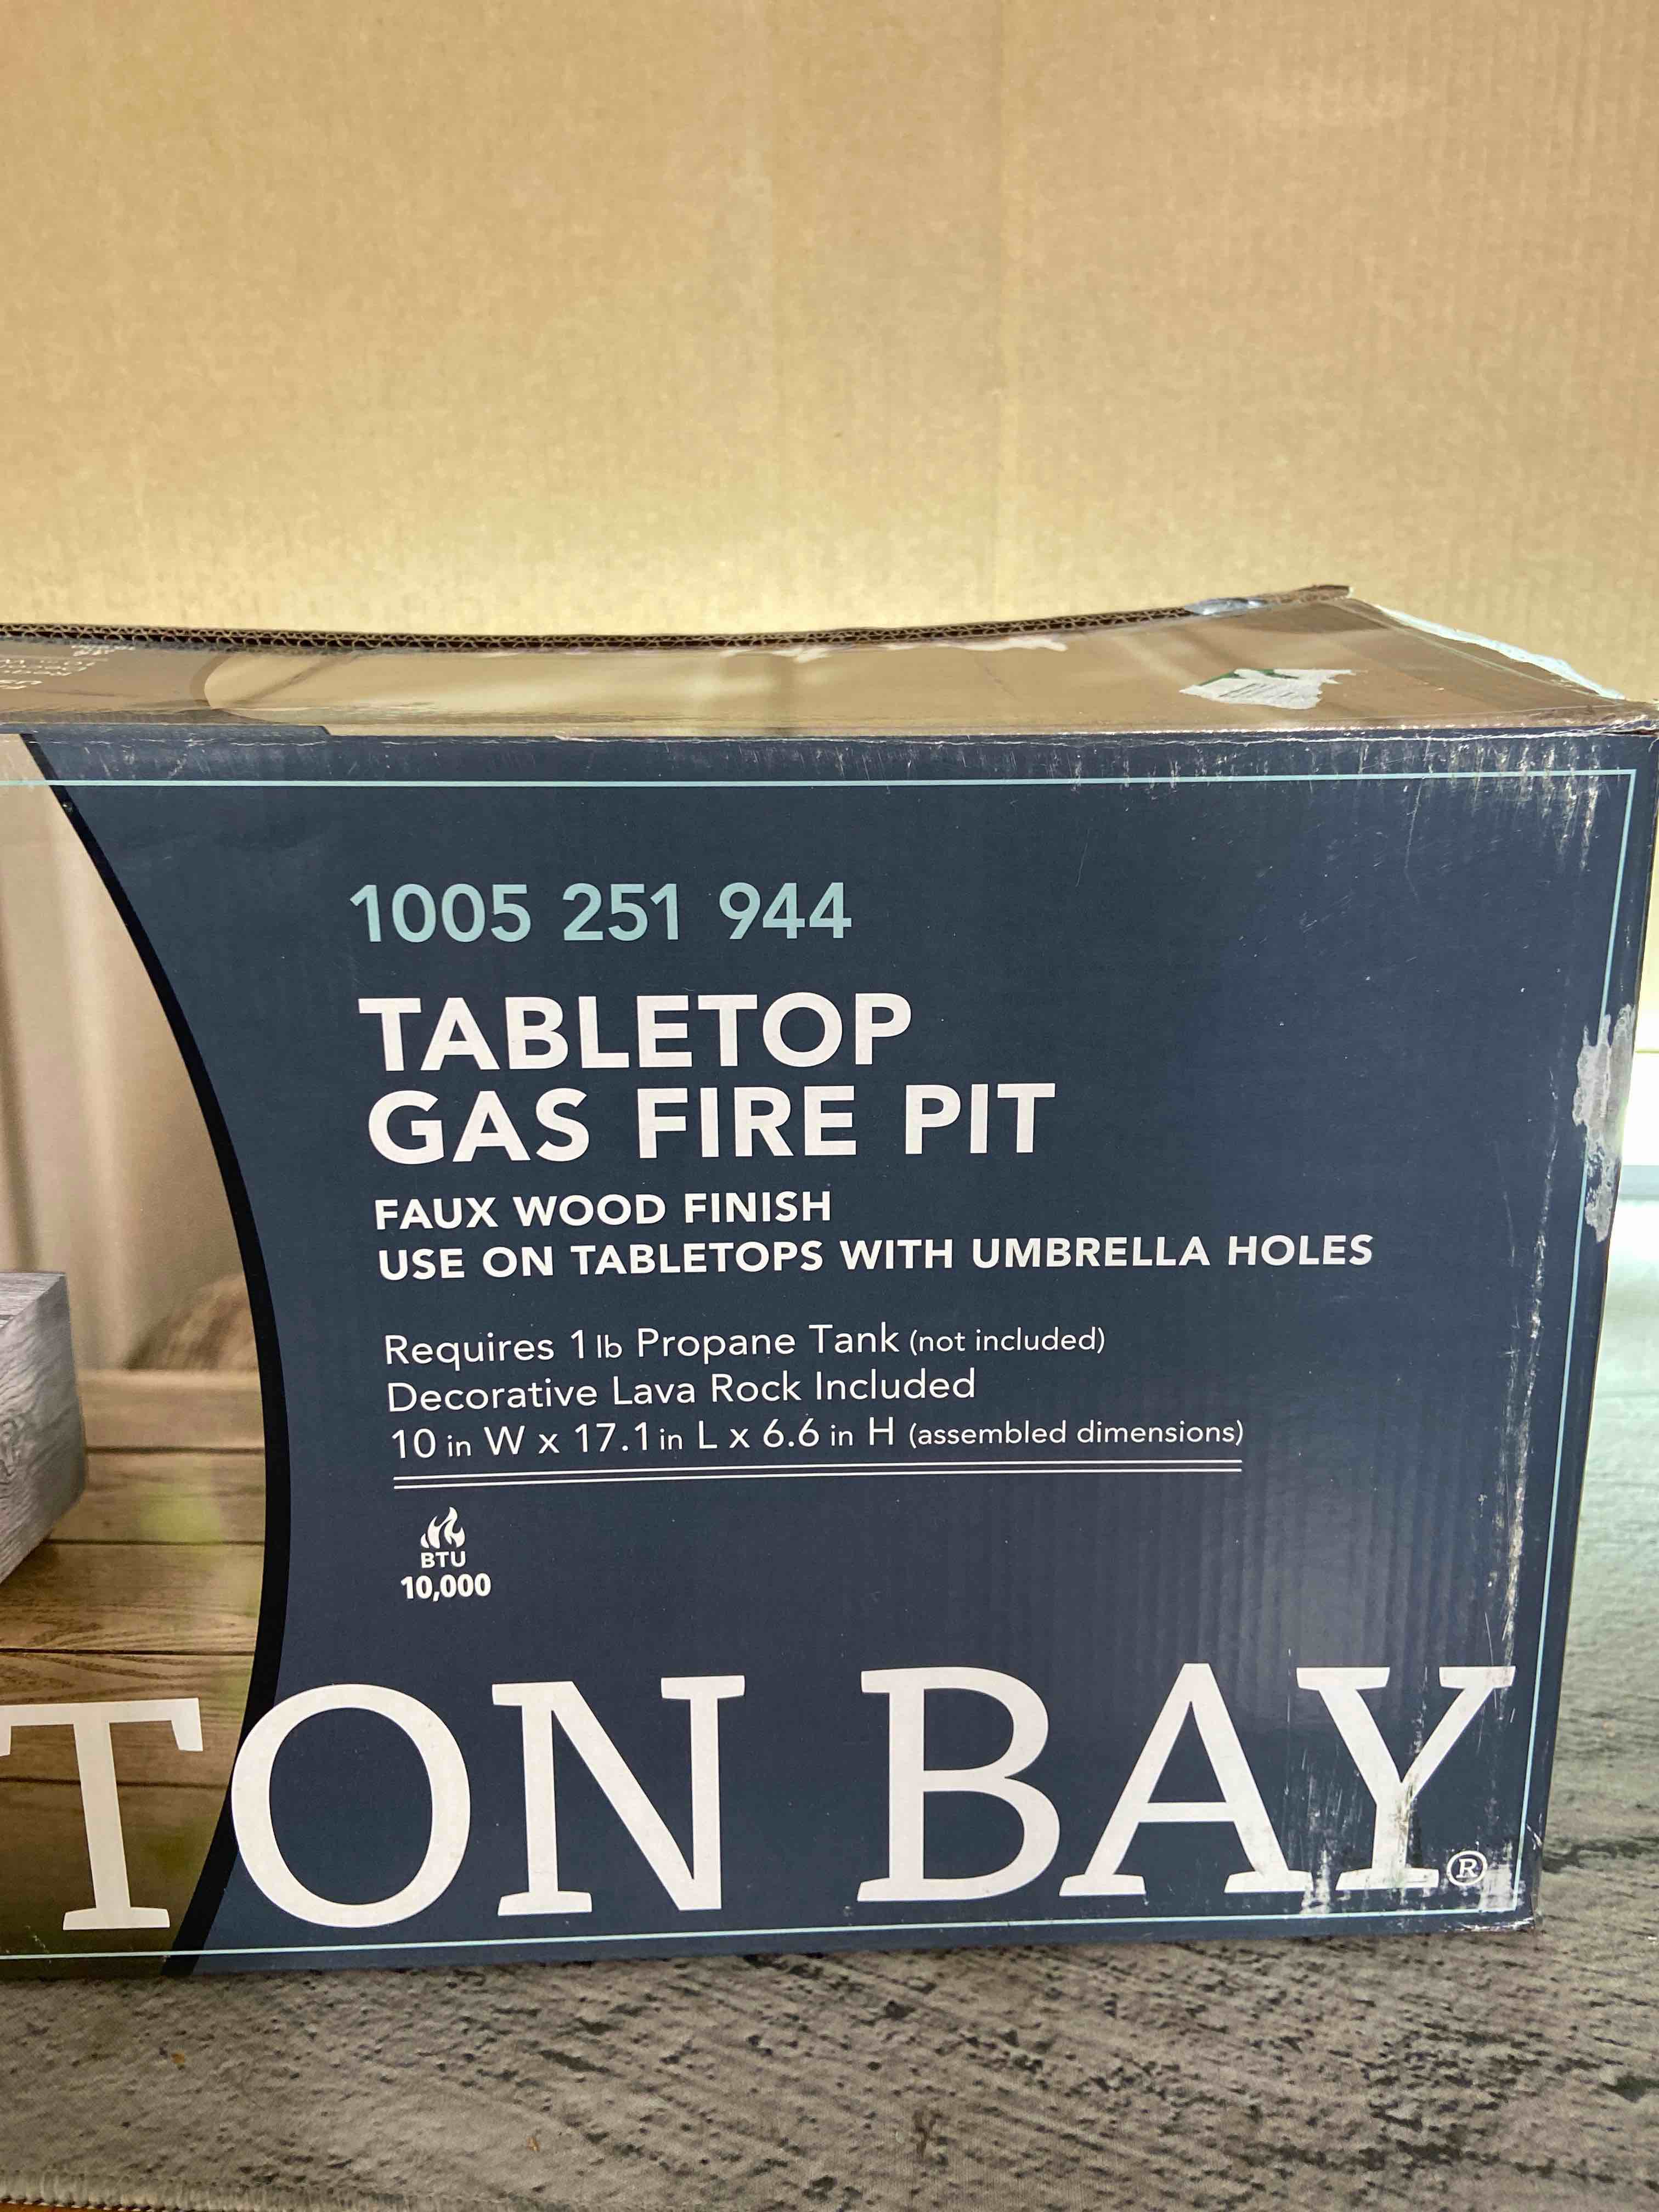 1005 251 944
TABLETOP
GAS FIRE PIT
FAUX WOOD FINISH
USE ON TABLETOPS WITH UMBRELLA HOLES
Requires 1 lb Propane Tank (not included)
Decorative Lava Rock Included
10 in W x 17.1 in L x 6.6 in H (assembled dimensions)
BTU
10,000
TON BAY®